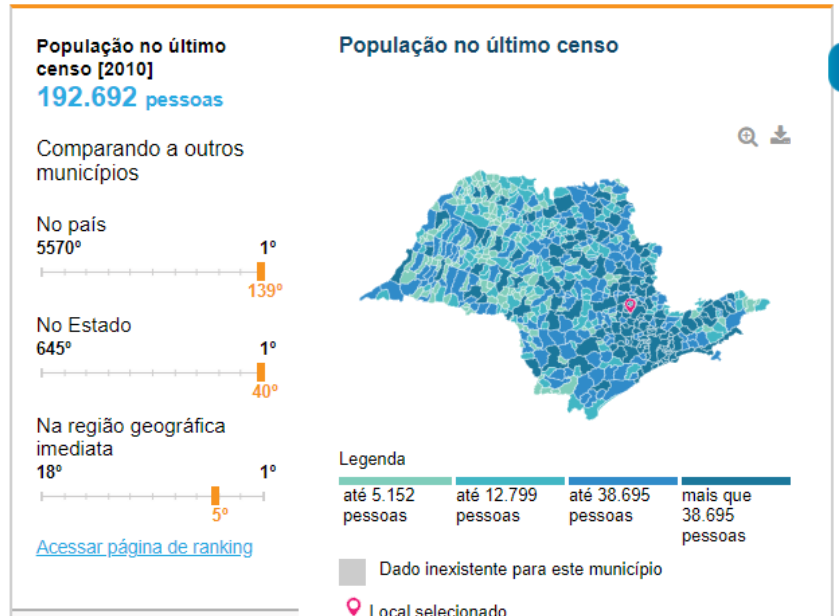 População no último
censo [2010]
192.692 pessoas
Comparando a outros
municípios
No país
5570º 1º
139º
No Estado
645º 1º
40º
Na região geográfica
imediata
18º 1º
5º
Acessar página de ranking
População no último censo
Legenda
até 5.152
pessoas
até 12.799
pessoas
até 38.695
pessoas
mais que
38.695
pessoas
Dado inexistente para este município
Local selecionado